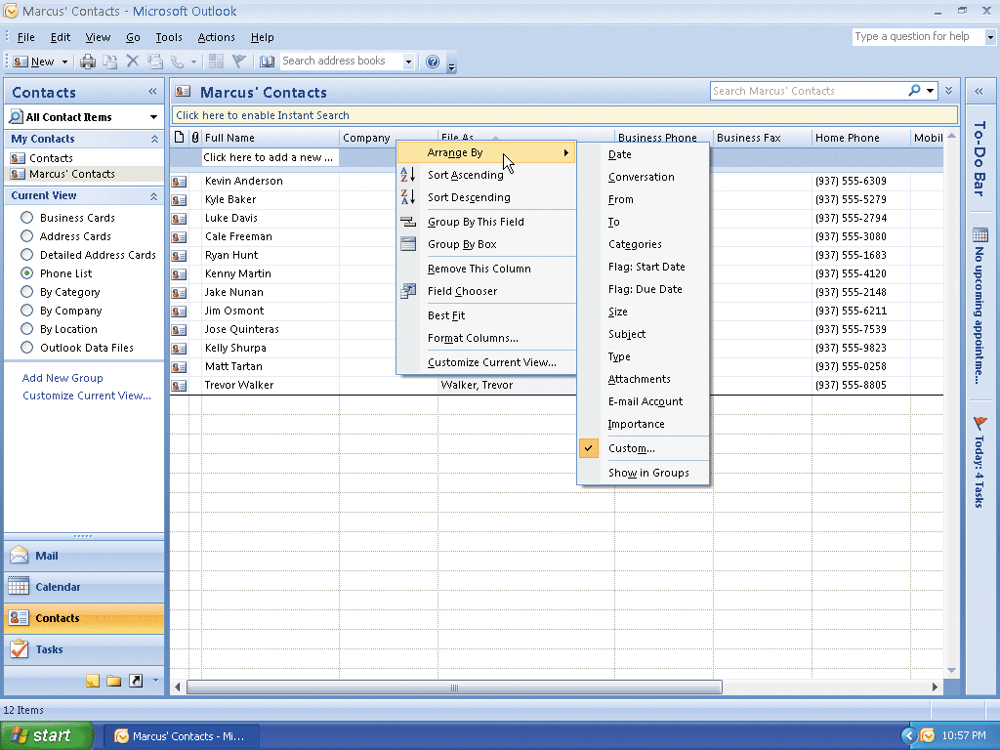 Marcus' Contacts - Microsoft Outlook
File Edit View Go Tools Actions Help
Type a question for help
New
Search address books
Contacts
All Contact Items
My Contacts
Contacts
Marcus' Contacts
Current View
Business Cards
Address Cards
Detailed Address Cards
Phone List
By Category
By Company
By Location
Outlook Data Files
Add New Group
Customize Current View...
Mail
Calendar
Contacts
Tasks
Marcus' Contacts
Search Marcus' Contacts
Click here to enable Instant Search
Full Name Company File As Business Phone Business Fax Home Phone Mobil
Click here to add a new ...
Kevin Anderson (937) 555-6309
Kyle Baker (937) 555-5279
Luke Davis (937) 555-2794
Cale Freeman (937) 555-3080
Ryan Hunt (937) 555-1683
Kenny Martin (937) 555-4120
Jake Nunan (937) 555-2148
Jim Osmont (937) 555-6211
Jose Quinteras (937) 555-7539
Kelly Shurpa (937) 555-9823
Matt Tartan (937) 555-0258
Trevor Walker Walker, Trevor (937) 555-8805
Arrange By
Sort Ascending
Sort Descending
Group By This Field
Group By Box
Remove This Column
Field Chooser
Best Fit
Format Columns...
Customize Current View...
Date
Conversation
From
To
Categories
Flag: Start Date
Flag: Due Date
Size
Subject
Type
Attachments
E-mail Account
Importance
Custom...
Show in Groups
To-Do Bar
No upcoming appointme...
Today: 4 Tasks
12 Items
start
Marcus' Contacts - Mi...
10:57 PM